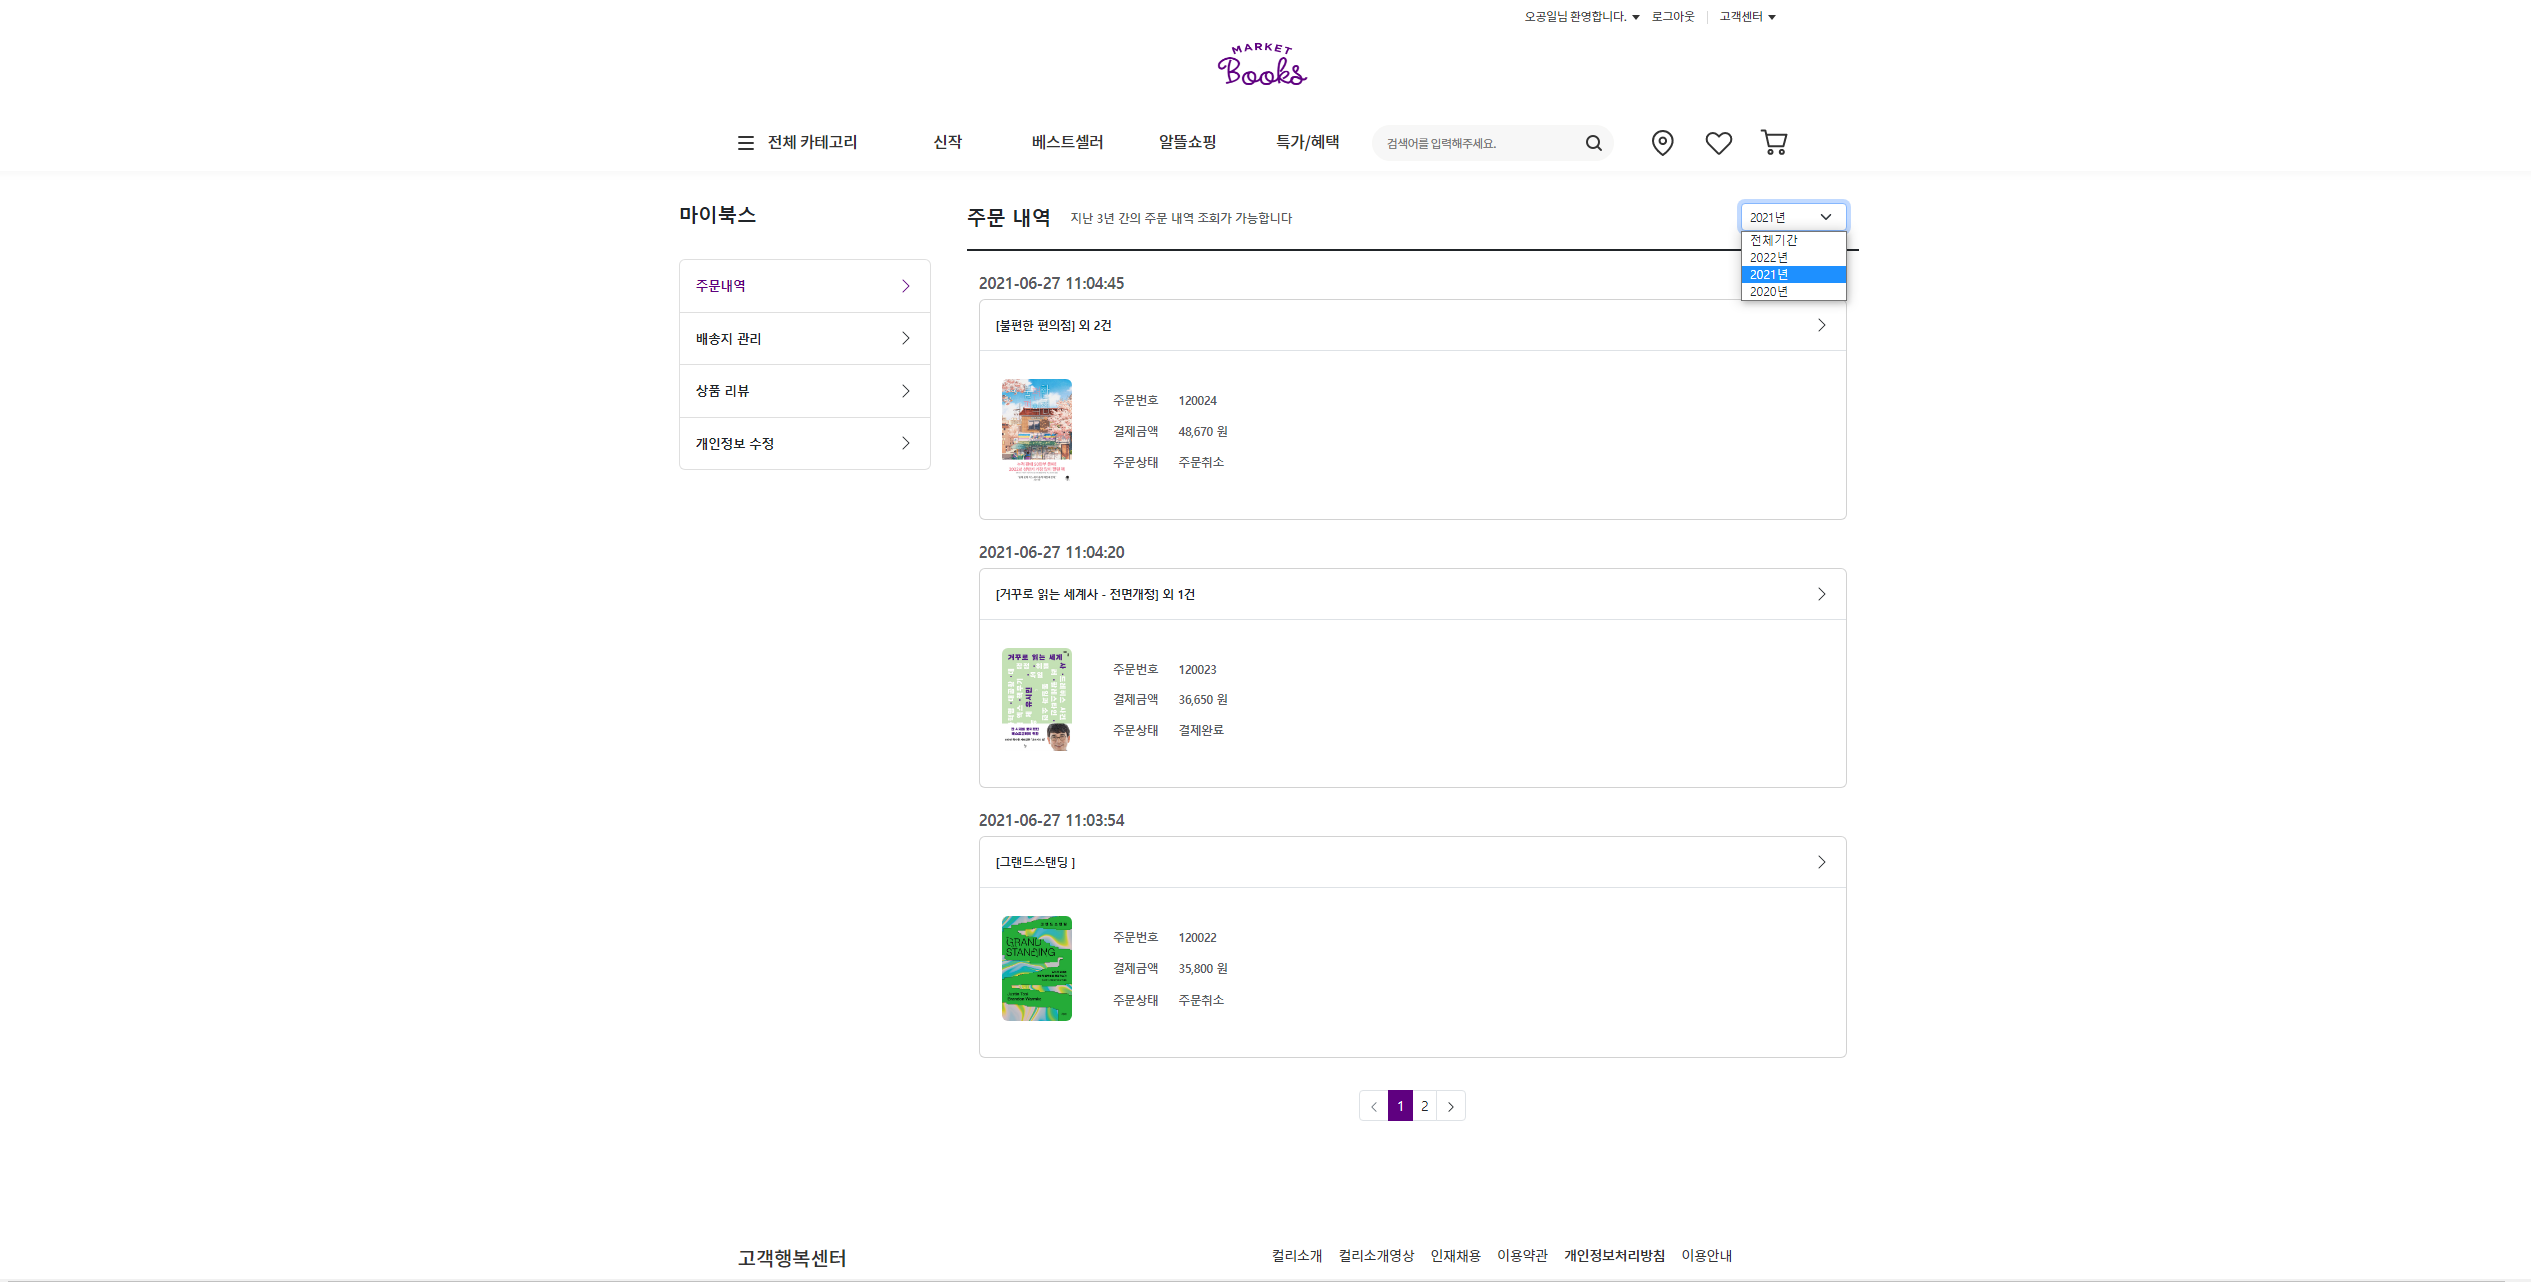 오공일님 환영합니다. 로그아웃 고객센터
MARKET
Books
전체 카테고리 신작 베스트셀러 알뜰쇼핑 특가/혜택 검색어를 입력해주세요.
마이북스
주문내역
배송지 관리
상품 리뷰
개인정보 수정
주문 내역 지난 3년 간의 주문 내역 조회가 가능합니다
2021년
전체기간
2022년
2021년
2020년
2021-06-27 11:04:45
[불편한 편의점] 외 2건
주문번호 120024
결제금액 48,670 원
주문상태 주문취소
2021-06-27 11:04:20
[거꾸로 읽는 세계사 - 전면개정] 외 1건
거꾸로 읽는 세계사
유시민
주문번호 120023
결제금액 36,650 원
주문상태 결제완료
2021-06-27 11:03:54
[그랜드스탠딩 ]
GRAND
STANDING
주문번호 120022
결제금액 35,800 원
주문상태 주문취소
< 1 2 >
고객행복센터
컬리소개 컬리소개영상 인재채용 이용약관 개인정보처리방침 이용안내